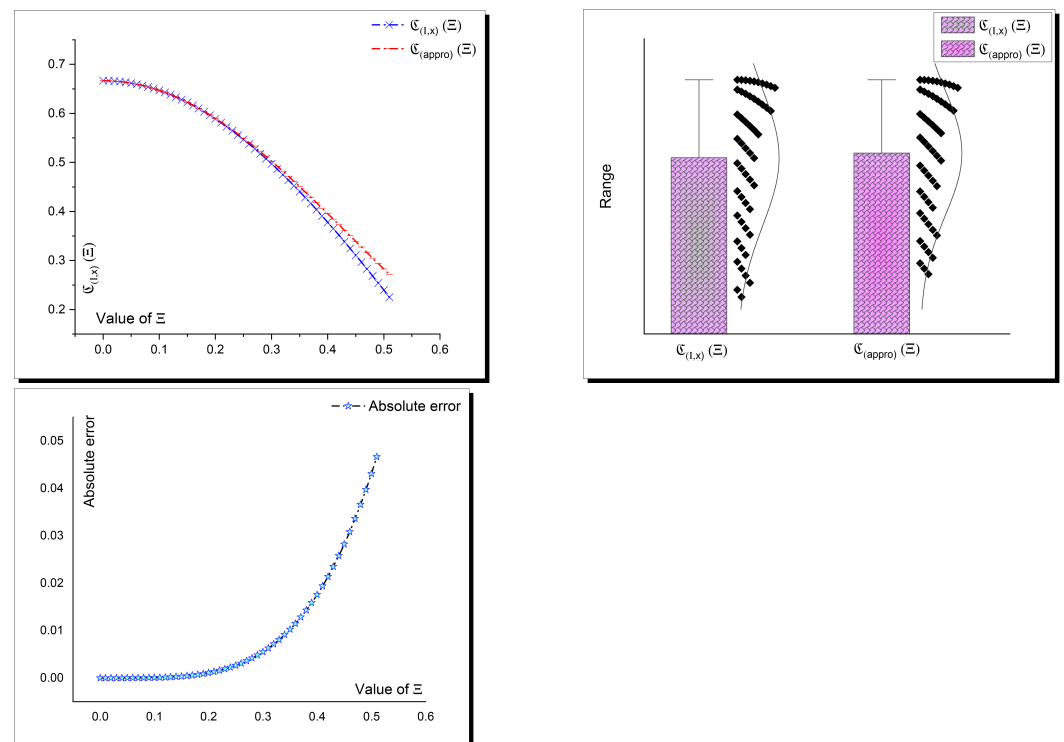 ℭ(I,x) (Ξ)
ℭ(appro) (Ξ)
0.7
0.6
0.5
0.4
0.3
0.2
ℭ(I,x) (Ξ)
Value of Ξ
0.0 0.1 0.2 0.3 0.4 0.5 0.6
ℭ(I,x) (Ξ)
ℭ(appro) (Ξ)
Range
ℭ(I,x) (Ξ) ℭ(appro) (Ξ)
Absolute error
0.05
0.04
0.03
0.02
0.01
0.00
Absolute error
Value of Ξ
0.0 0.1 0.2 0.3 0.4 0.5 0.6